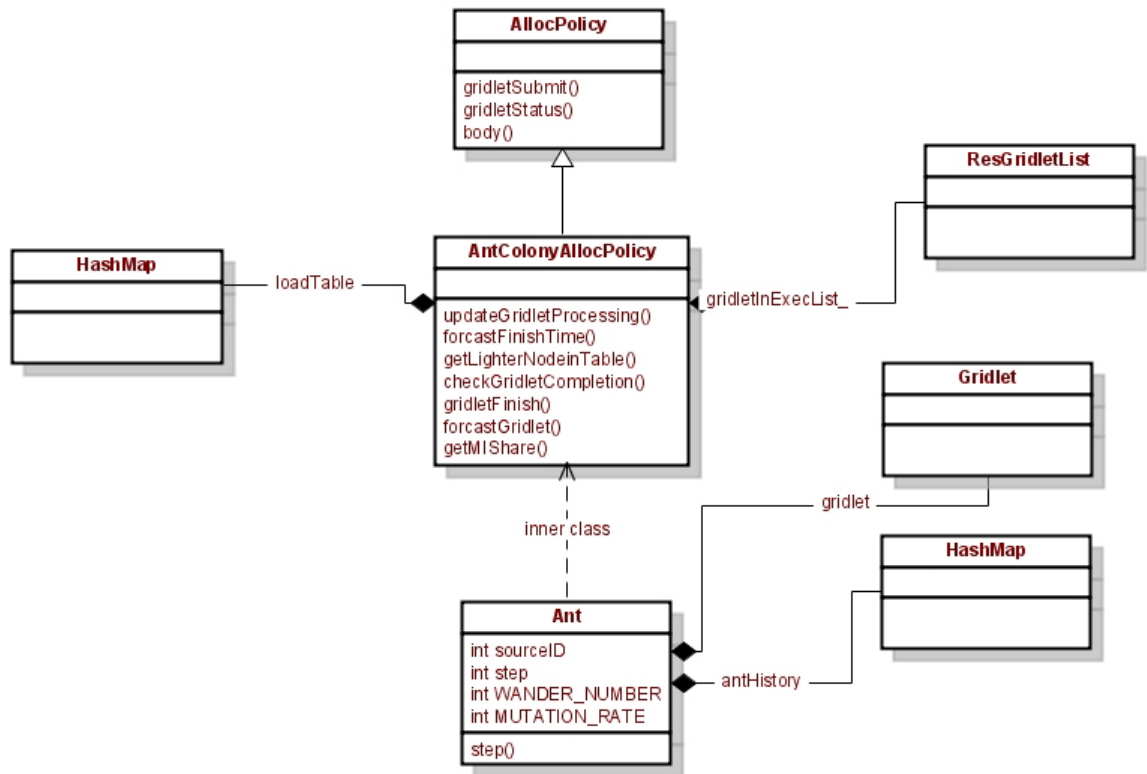 AllocPolicy
gridletSubmit()
gridletStatus()
body()
ResGridletList
HashMap
loadTable
AntColonyAllocPolicy
updateGridletProcessing()
forcastFinishTime()
getLighterNodeinTable()
checkGridletCompletion()
gridletFinish()
forcastGridlet()
getMIShare()
gridletInExecList_
Gridlet
gridlet
inner class
HashMap
antHistory
Ant
int sourceID
int step
int WANDER_NUMBER
int MUTATION_RATE
step()